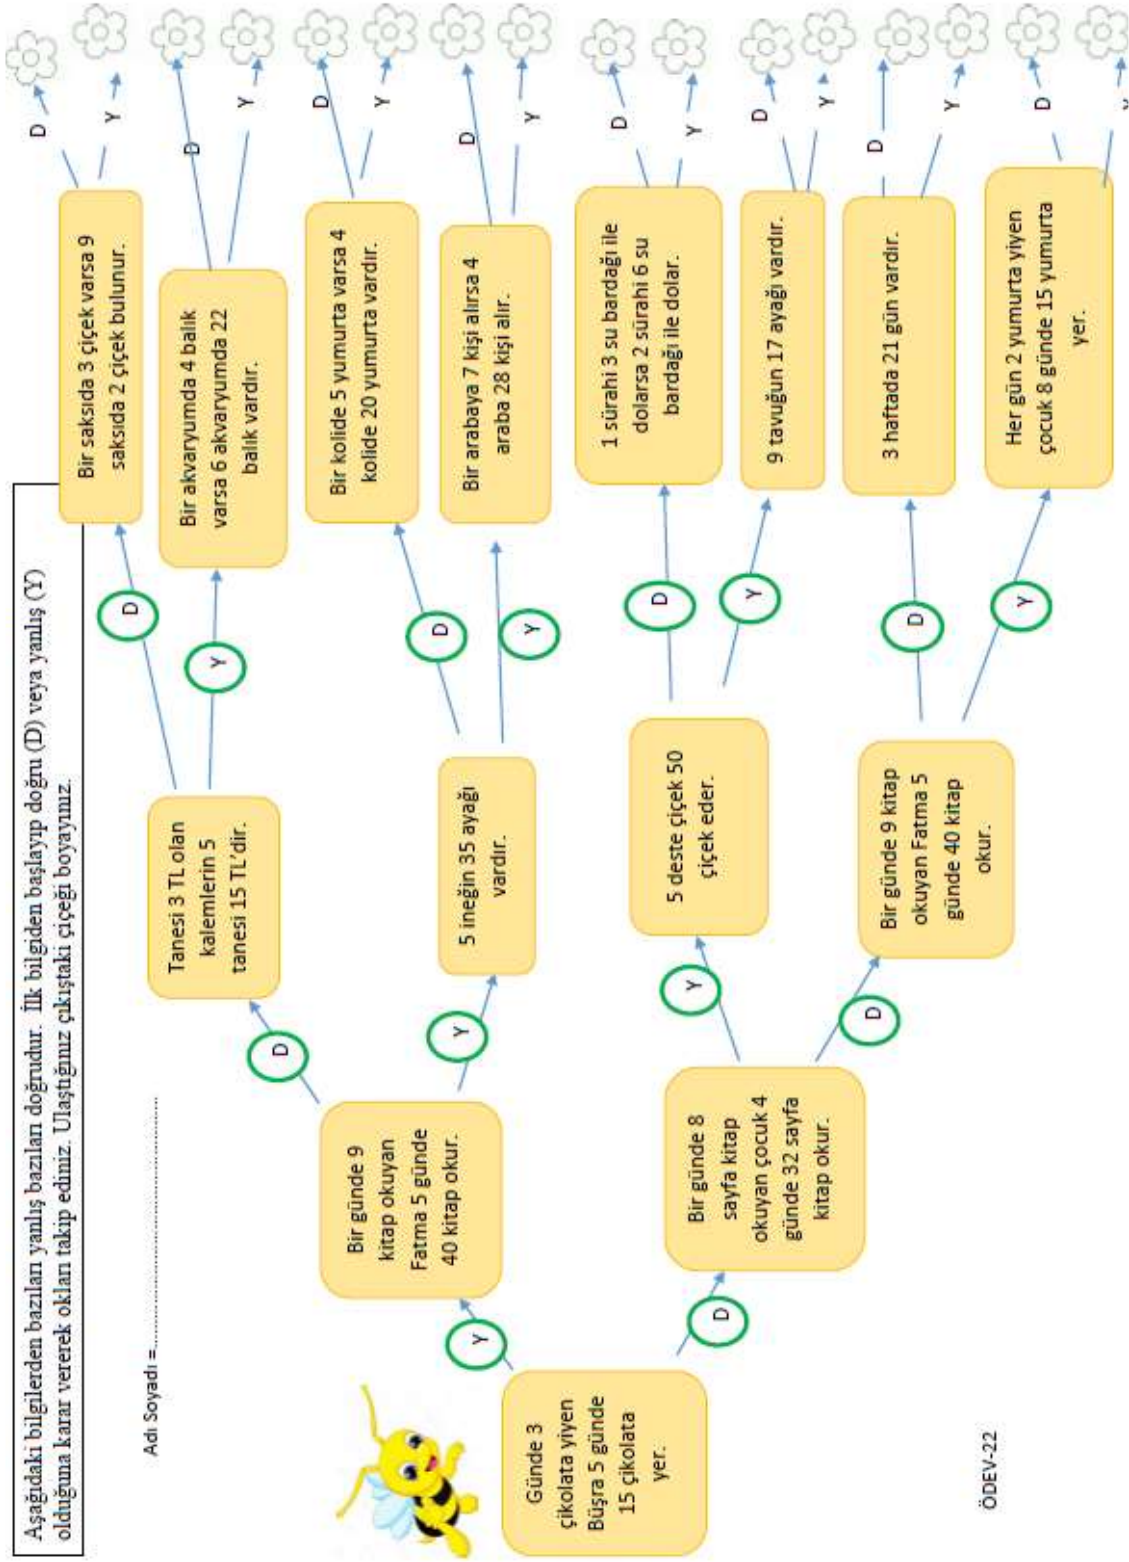 Aşağıdaki bilgilerden bazıları yanlış bazıları doğrudur. İlk bilgiden başlayıp doğru (D) veya yanlış (Y)
olduğuna karar vererek okları takip ediniz. Ulaştığınız çıkıştaki çiçeği boyayınız.
Adı Soyadı =......................................................
Günde 3
çikolata yiyen
Büşra 5 günde
15 çikolata
yer.
Y
D
Bir günde 9
kitap okuyan
Fatma 5 günde
40 kitap okur.
D
Y
Bir günde 8
sayfa kitap
okuyan çocuk 4
günde 32 sayfa
kitap okur.
Y
D
Tanesi 3 TL olan
kalemlerin 5
tanesi 15 TL'dir.
D
Y
5 ineğin 35 ayağı
vardır.
D
Y
5 deste çiçek 50
çiçek eder.
D
Y
Bir günde 9 kitap
okuyan Fatma 5
günde 40 kitap
okur.
D
Y
Bir saksıda 3 çiçek varsa 9
saksıda 2 çiçek bulunur.
D
Y
Bir akvaryumda 4 balık
varsa 6 akvaryumda 22
balık vardır.
D
Y
Bir kolide 5 yumurta varsa 4
kolide 20 yumurta vardır.
D
Y
Bir arabaya 7 kişi alırsa 4
araba 28 kişi alır.
D
Y
1 sürahi 3 su bardağı ile
dolarsa 2 sürahi 6 su
bardağı ile dolar.
D
Y
9 tavuğun 17 ayağı vardır.
D
Y
3 haftada 21 gün vardır.
D
Y
Her gün 2 yumurta yiyen
çocuk 8 günde 15 yumurta
yer.
D
Y
ÖDEV-22